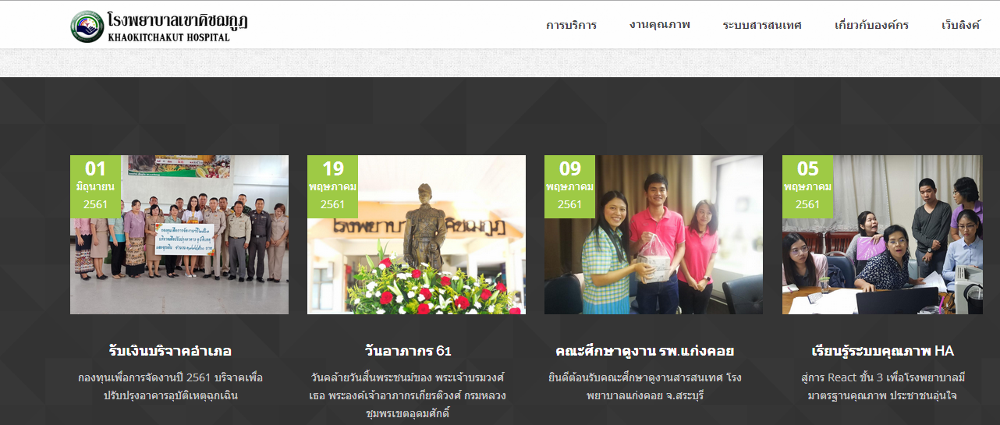 โรงพยาบาลเขาคิชฌกูฏ
KHAOKITCHAKUT HOSPITAL
การบริการ งานคุณภาพ ระบบสารสนเทศ เกี่ยวกับองค์กร เว็บลิงค์
01
มิถุนายน
2561
19
พฤษภาคม
2561
09
พฤษภาคม
2561
05
พฤษภาคม
2561
รับเงินบริจาคอำเภอ
กองทุนเพื่อการจัดงานปี 2561 บริจาคเพื่อ
ปรับปรุงอาคารอุบัติเหตุฉุกเฉิน
วันอาภากร 61
วันคล้ายวันสิ้นพระชนม์ของ พระเจ้าบรมวงศ์
เธอ พระองค์เจ้าอาภากรเกียรติวงศ์ กรมหลวง
ชุมพรเขตอุดมศักดิ์
คณะศึกษาดูงาน รพ.แก่งคอย
ยินดีต้อนรับคณะศึกษาดูงานสารสนเทศ โรง
พยาบาลแก่งคอย จ.สระบุรี
เรียนรู้ระบบคุณภาพ HA
สู่การ React ขั้น 3 เพื่อโรงพยาบาลมี
มาตรฐานคุณภาพ ประชาชนอุ่นใจ